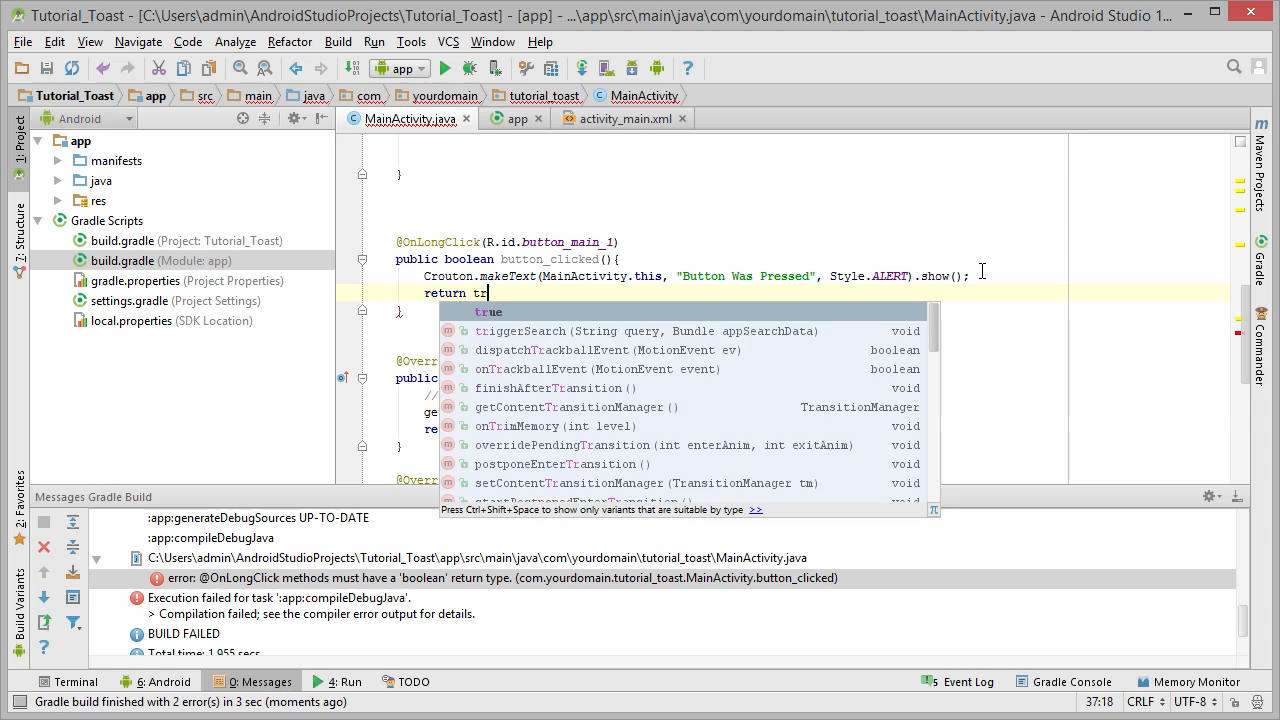 Tutorial_Toast - [C:\Users\admin\AndroidStudioProjects\Tutorial_Toast] - [app] - ...\app\src\main\java\com\yourdomain\tutorial_toast\MainActivity.java - Android Studio 1...
File Edit View Navigate Code Analyze Refactor Build Run Tools VCS Window Help
app
Tutorial_Toast app src main java com yourdomain tutorial_toast MainActivity
Android
MainActivity.java app activity_main.xml
1: Project
Z: Structure
2: Favorites
Build Variants
Maven Projects
Gradle
Commander
app
manifests
java
res
Gradle Scripts
build.gradle (Project: Tutorial_Toast)
build.gradle (Module: app)
gradle.properties (Project Properties)
settings.gradle (Project Settings)
local.properties (SDK Location)
}
@OnLongClick(R.id.button_main_1)
public boolean button_clicked(){
Crouton.makeText(MainActivity.this, "Button Was Pressed", Style.ALERT).show();
return tr
}
@Overr
public
//
ge
re
}
@Overr
true
triggerSearch(String query, Bundle appSearchData) void
dispatchTrackballEvent(MotionEvent ev) boolean
onTrackballEvent(MotionEvent event) boolean
finishAfterTransition() void
getContentTransitionManager() TransitionManager
onTrimMemory(int level) void
overridePendingTransition(int enterAnim, int exitAnim) void
postponeEnterTransition() void
setContentTransitionManager(TransitionManager tm) void
startPostponedEnterTransition() void
Press Ctrl+Shift+Space to show only variants that are suitable by type >> π
Messages Gradle Build
:app:generateDebugSources UP-TO-DATE
:app:compileDebugJava
C:\Users\admin\AndroidStudioProjects\Tutorial_Toast\app\src\main\java\com\yourdomain\tutorial_toast\MainActivity.java
error: @OnLongClick methods must have a 'boolean' return type. (com.yourdomain.tutorial_toast.MainActivity.button_clicked)
Execution failed for task ':app:compileDebugJava'.
> Compilation failed; see the compiler error output for details.
BUILD FAILED
Total time: 1.955 secs
Terminal 6: Android 0: Messages 4: Run TODO 5 Event Log Gradle Console Memory Monitor
Gradle build finished with 2 error(s) in 3 sec (moments ago) 37:18 CRLF UTF-8